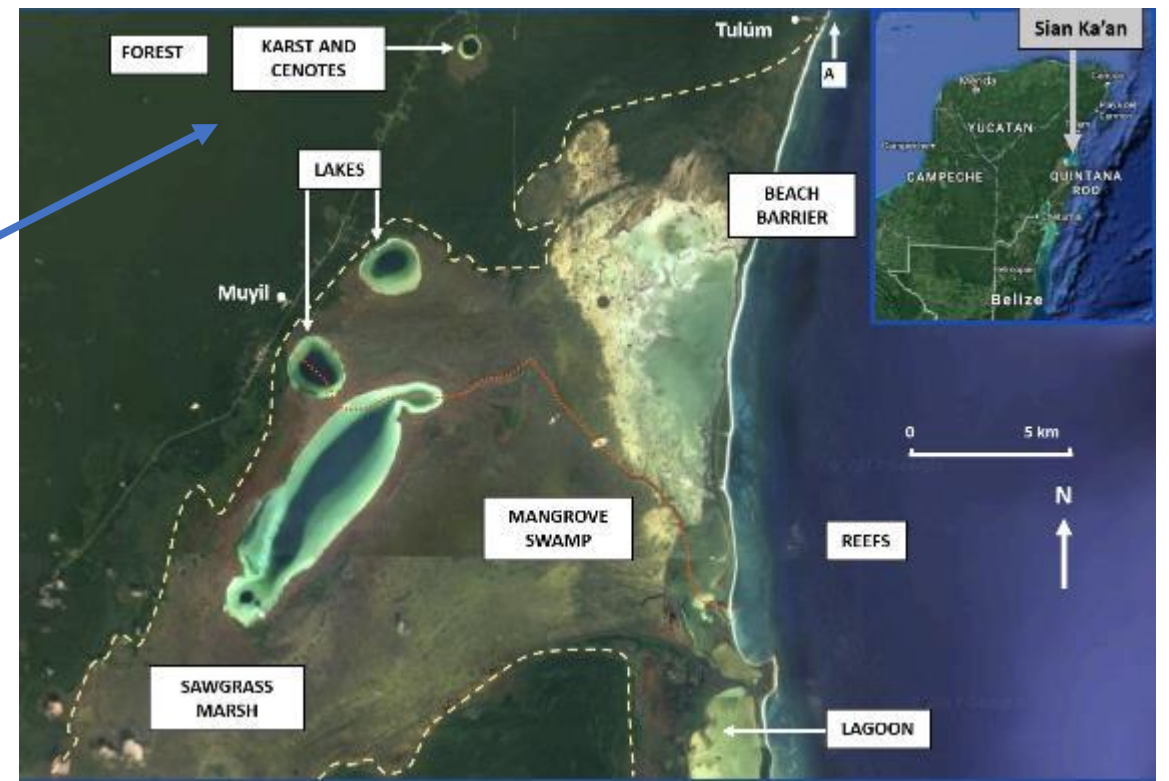 FOREST
KARST AND
CENOTES
Tulúm
A
Sian Ka'an
Mérida
YUCATAN
CAMPECHE
QUINTANA
ROO
Belize
LAKES
BEACH
BARRIER
Muyil
0 5 km
N
MANGROVE
SWAMP
REEFS
SAWGRASS
MARSH
LAGOON